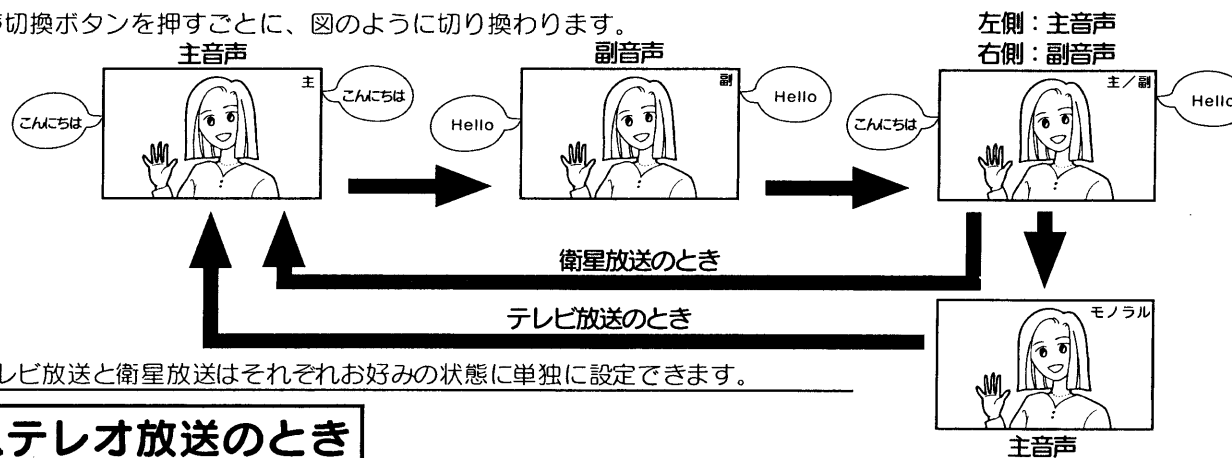 切換ボタンを押すごとに、図のように切り換わります。
左側：主音声
右側：副音声
主音声
副音声
主
こんにちは
こんにちは
副
Hello
Hello
主／副
こんにちは
Hello
衛星放送のとき
テレビ放送のとき
モノラル
主音声
レビ放送と衛星放送はそれぞれお好みの状態に単独に設定できます。
テレオ放送のとき